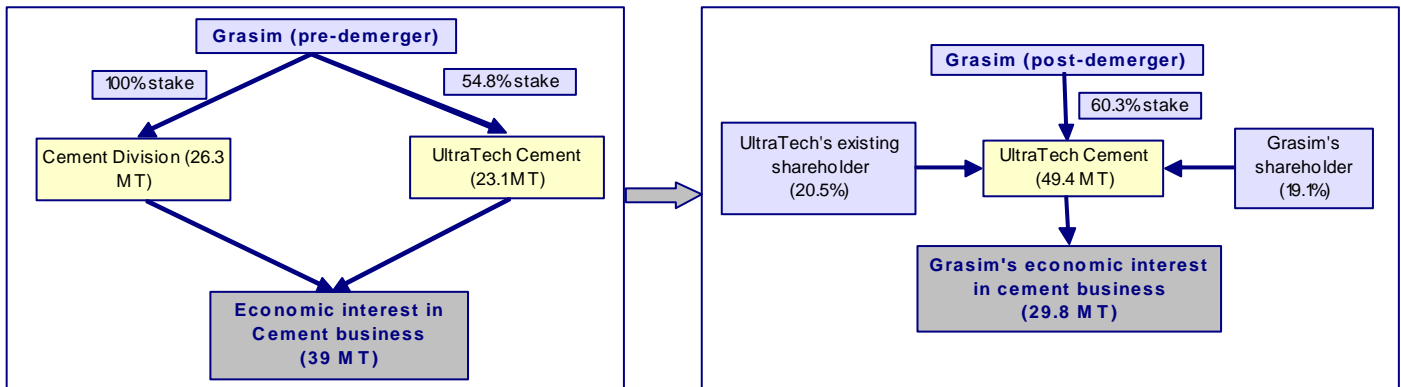 Grasim (pre-demerger)
100% stake
54.8% stake
Cement Division (26.3
MT)
UltraTech Cement
(23.1MT)
Economic interest in
Cement business
(39 MT)
Grasim (post-demerger)
60.3% stake
UltraTech's existing
shareholder
(20.5%)
UltraTech Cement
(49.4 MT)
Grasim's
shareholder
(19.1%)
Grasim's economic interest
in cement business
(29.8 MT)